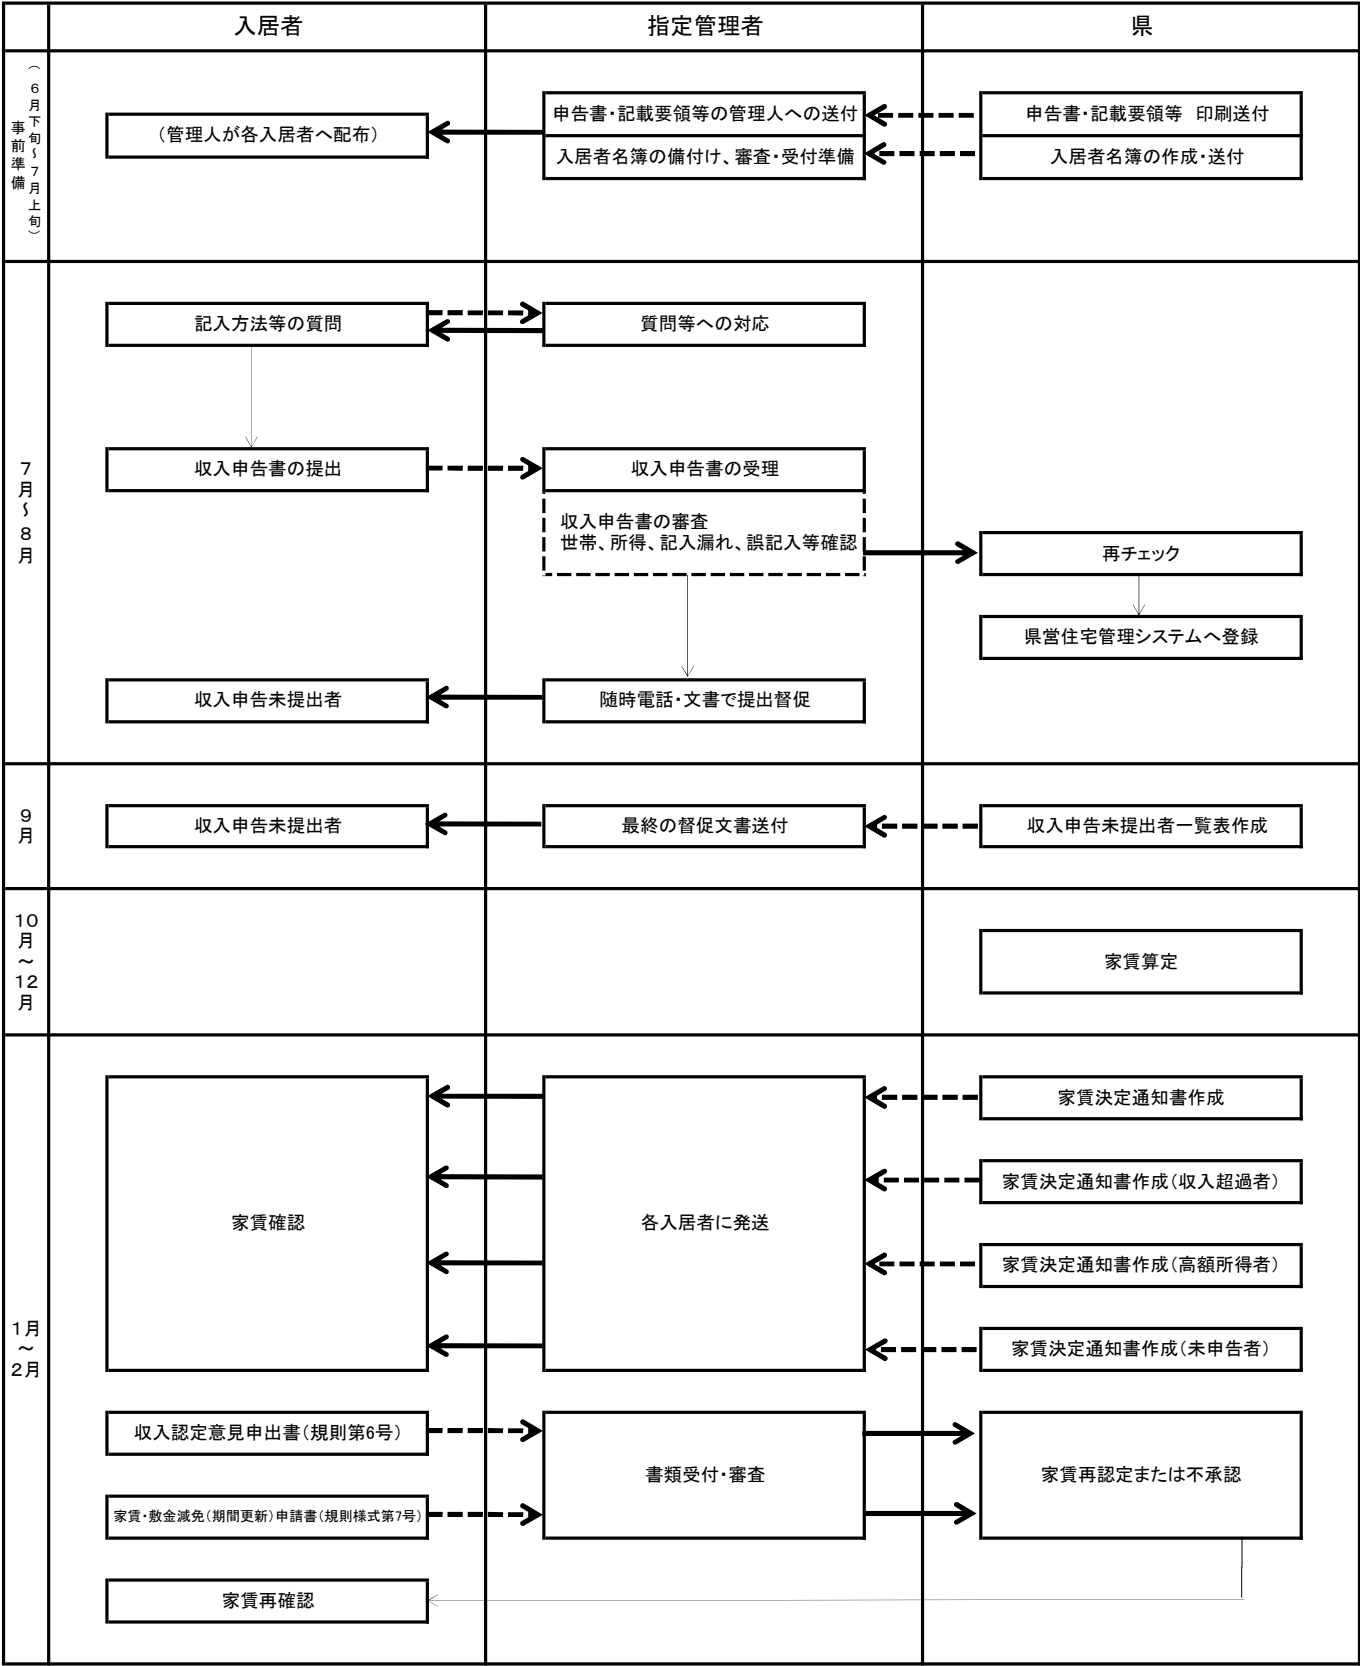 入居者
指定管理者
県
事前準備
（６月下旬～７月上旬）
（管理人が各入居者へ配布）
申告書・記載要領等の管理人への送付
申告書・記載要領等　印刷送付
入居者名簿の備付け、審査・受付準備
入居者名簿の作成・送付
７月～８月
記入方法等の質問
質問等への対応
収入申告書の提出
収入申告書の受理
収入申告書の審査
世帯、所得、記入漏れ、誤記入等確認
再チェック
県営住宅管理システムへ登録
収入申告未提出者
随時電話・文書で提出督促
９月
収入申告未提出者
最終の督促文書送付
収入申告未提出者一覧表作成
10月～12月
家賃算定
1月～2月
家賃確認
各入居者に発送
家賃決定通知書作成
家賃決定通知書作成（収入超過者）
家賃決定通知書作成（高額所得者）
家賃決定通知書作成（未申告者）
収入認定意見申出書（規則第6号）
書類受付・審査
家賃再認定または不承認
家賃・敷金減免（期間更新）申請書（規則様式第7号）
家賃再確認